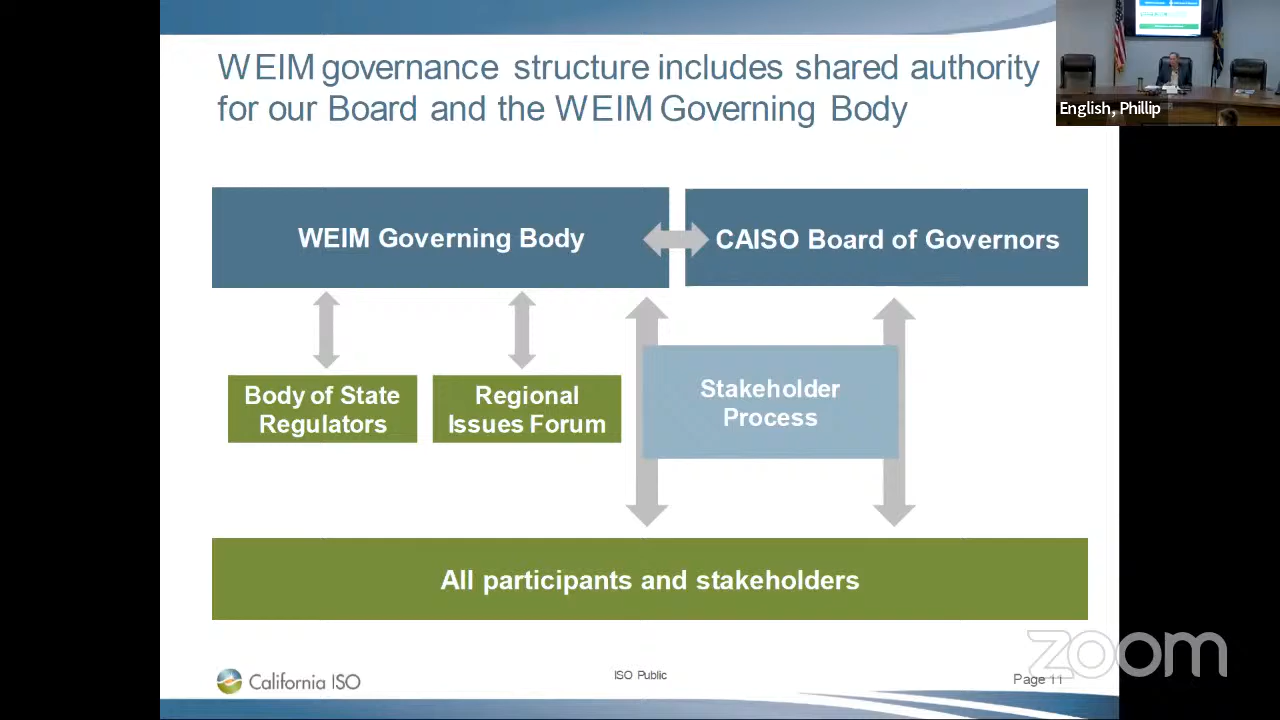 WEIM governance structure includes shared authority
for our Board and the WEIM Governing Body
English, Phillip
WEIM Governing Body
CAISO Board of Governors
Body of State
Regulators
Regional
Issues Forum
Stakeholder
Process
All participants and stakeholders
California ISO
ISO Public
Page 11
zoom